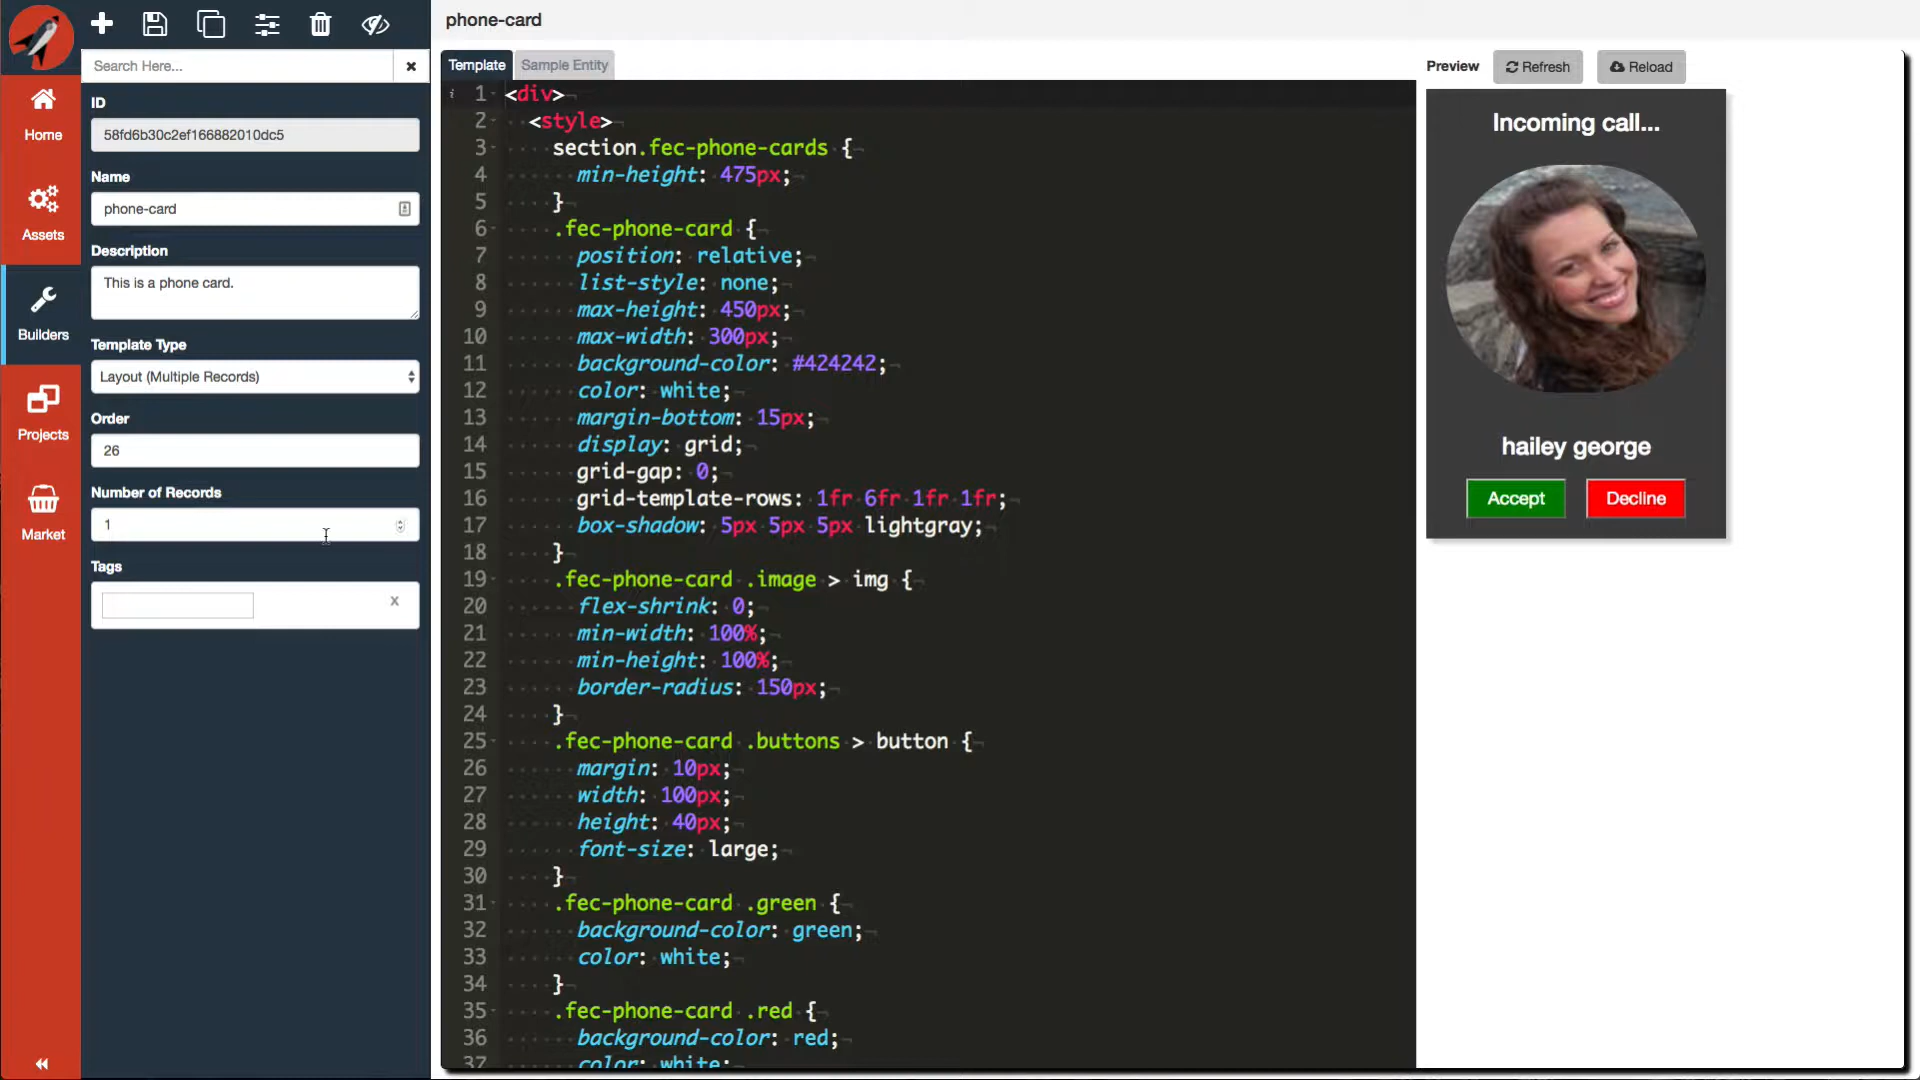 Search Here...
ID
58fd6b30c2ef166882010dc5
Name
phone-card
Description
This is a phone card.
Template Type
Layout (Multiple Records)
Order
26
Number of Records
1
Tags
X
Home
Assets
Builders
Projects
Market
phone-card
Template
Sample Entity
1 <div>
2 <style>
3 section.fec-phone-cards {
4 min-height: 475px;
5 }
6 .fec-phone-card {
7 position: relative;
8 list-style: none;
9 max-height: 450px;
10 max-width: 300px;
11 background-color: #424242;
12 color: white;
13 margin-bottom: 15px;
14 display: grid;
15 grid-gap: 0;
16 grid-template-rows: 1fr 6fr 1fr 1fr;
17 box-shadow: 5px 5px 5px lightgray;
18 }
19 .fec-phone-card .image > img {
20 flex-shrink: 0;
21 min-width: 100%;
22 min-height: 100%;
23 border-radius: 150px;
24 }
25 .fec-phone-card .buttons > button {
26 margin: 10px;
27 width: 100px;
28 height: 40px;
29 font-size: large;
30 }
31 .fec-phone-card .green {
32 background-color: green;
33 color: white;
34 }
35 .fec-phone-card .red {
36 background-color: red;
37 color: white;
Preview
Refresh
Reload
Incoming call...
hailey george
Accept
Decline